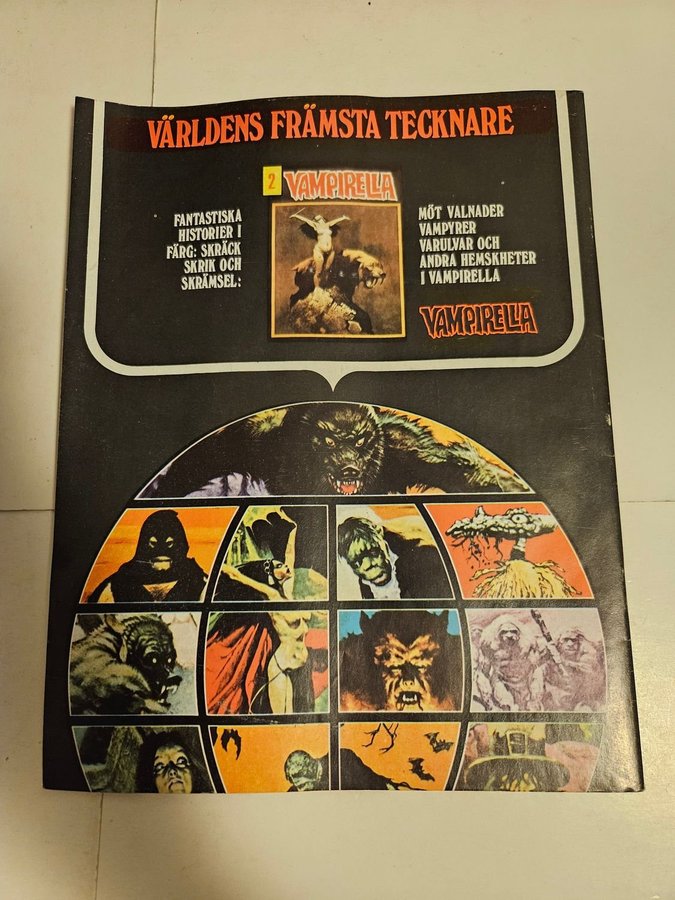 VÄRLDENS FRÄMSTA TECKNARE
2 VAMPIRELLA
FANTASTISKA
HISTORIER I
FÄRG: SKRÄCK
SKRIK OCH
SKRÄMSEL:
MÖT VALNADER
VAMPYRER
VARULVAR OCH
ANDRA HEMSKHETER
I VAMPIRELLA
VAMPIRELLA